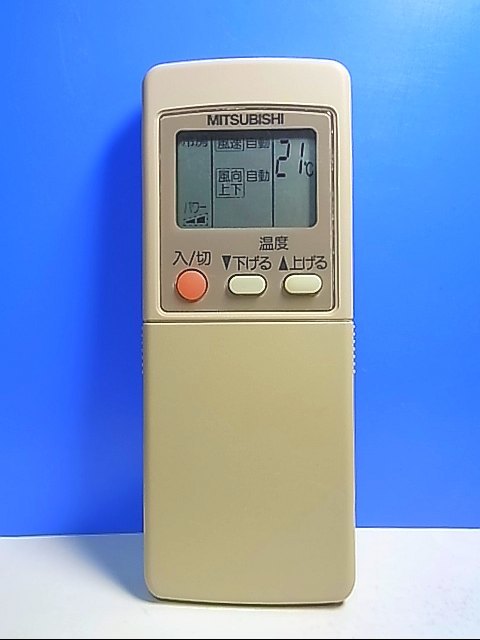 MITSUBISHI
冷房 風速 自動 21℃
風向 自動
上下
パワー
温度
入/切 ▼下げる ▲上げる